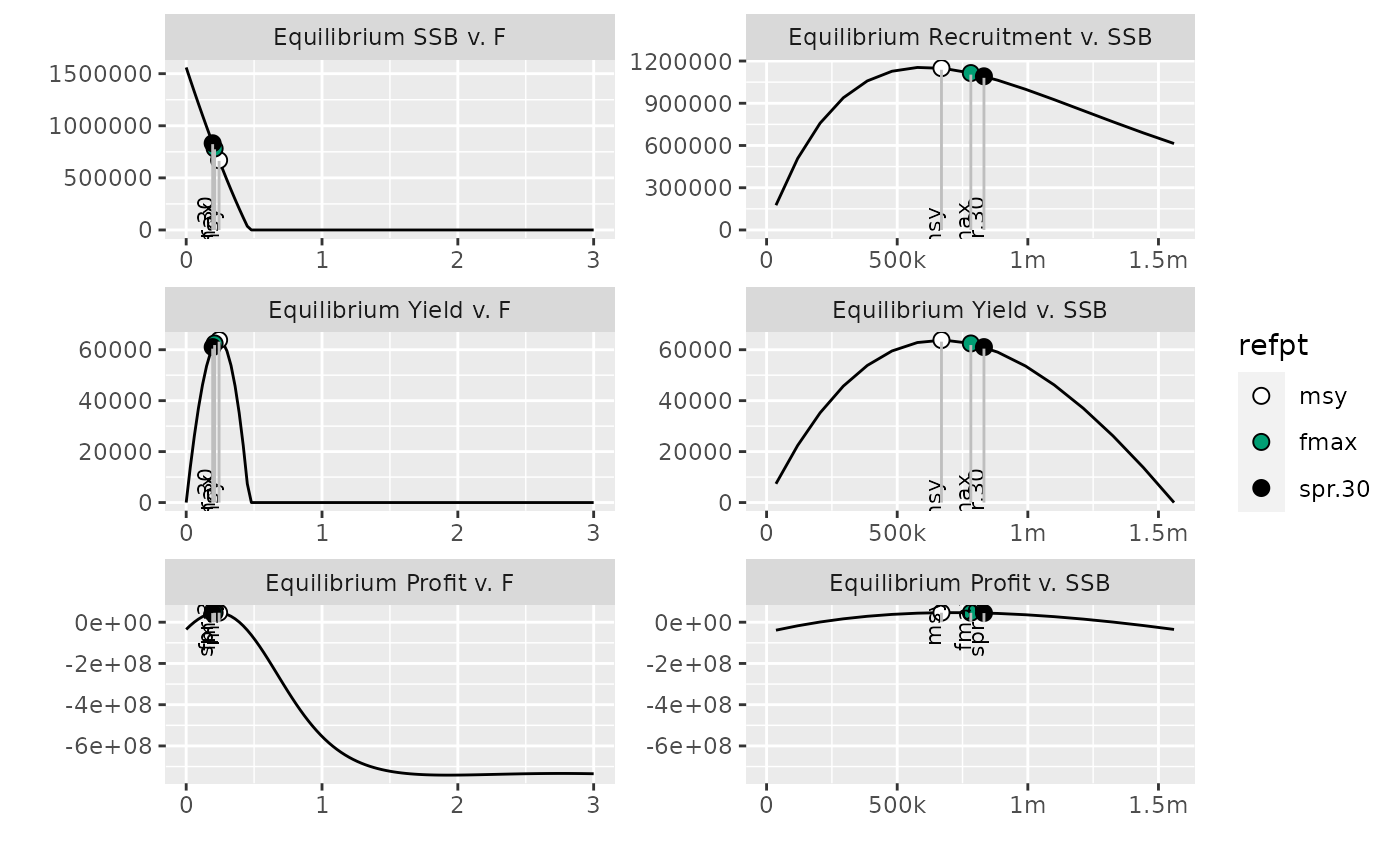 Equilibrium SSB v. F
1500000
1000000
500000
0
0 1 2 3
Equilibrium Recruitment v. SSB
1200000
900000
600000
300000
0
msy
0 500k 1m 1.5m
Equilibrium Yield v. F
60000
40000
20000
0
0 1 2 3
Equilibrium Yield v. SSB
60000
40000
20000
0
msy
0 500k 1m 1.5m
Equilibrium Profit v. F
0e+00
-2e+08
-4e+08
-6e+08
0 1 2 3
Equilibrium Profit v. SSB
0e+00
-2e+08
-4e+08
-6e+08
msy
0 500k 1m 1.5m
refpt
msy
fmax
spr.30